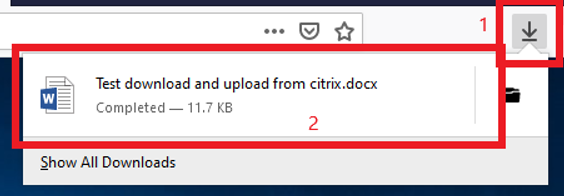 1
Test download and upload from citrix.docx
Completed — 11.7 KB
2
Show All Downloads